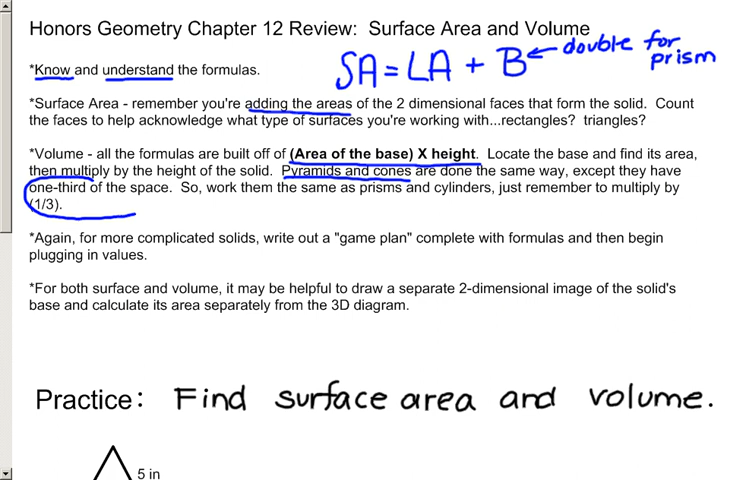 Honors Geometry Chapter 12 Review: Surface Area and Volume
SA = LA + B ← double for
prism
*Know and understand the formulas.
*Surface Area - remember you're adding the areas of the 2 dimensional faces that form the solid. Count
the faces to help acknowledge what type of surfaces you're working with...rectangles? triangles?
*Volume - all the formulas are built off of (Area of the base) X height. Locate the base and find its area,
then multiply by the height of the solid. Pyramids and cones are done the same way, except they have
one-third of the space. So, work them the same as prisms and cylinders, just remember to multiply by
(1/3).
*Again, for more complicated solids, write out a "game plan" complete with formulas and then begin
plugging in values.
*For both surface and volume, it may be helpful to draw a separate 2-dimensional image of the solid's
base and calculate its area separately from the 3D diagram.
Practice: Find surface area and volume.
5 in